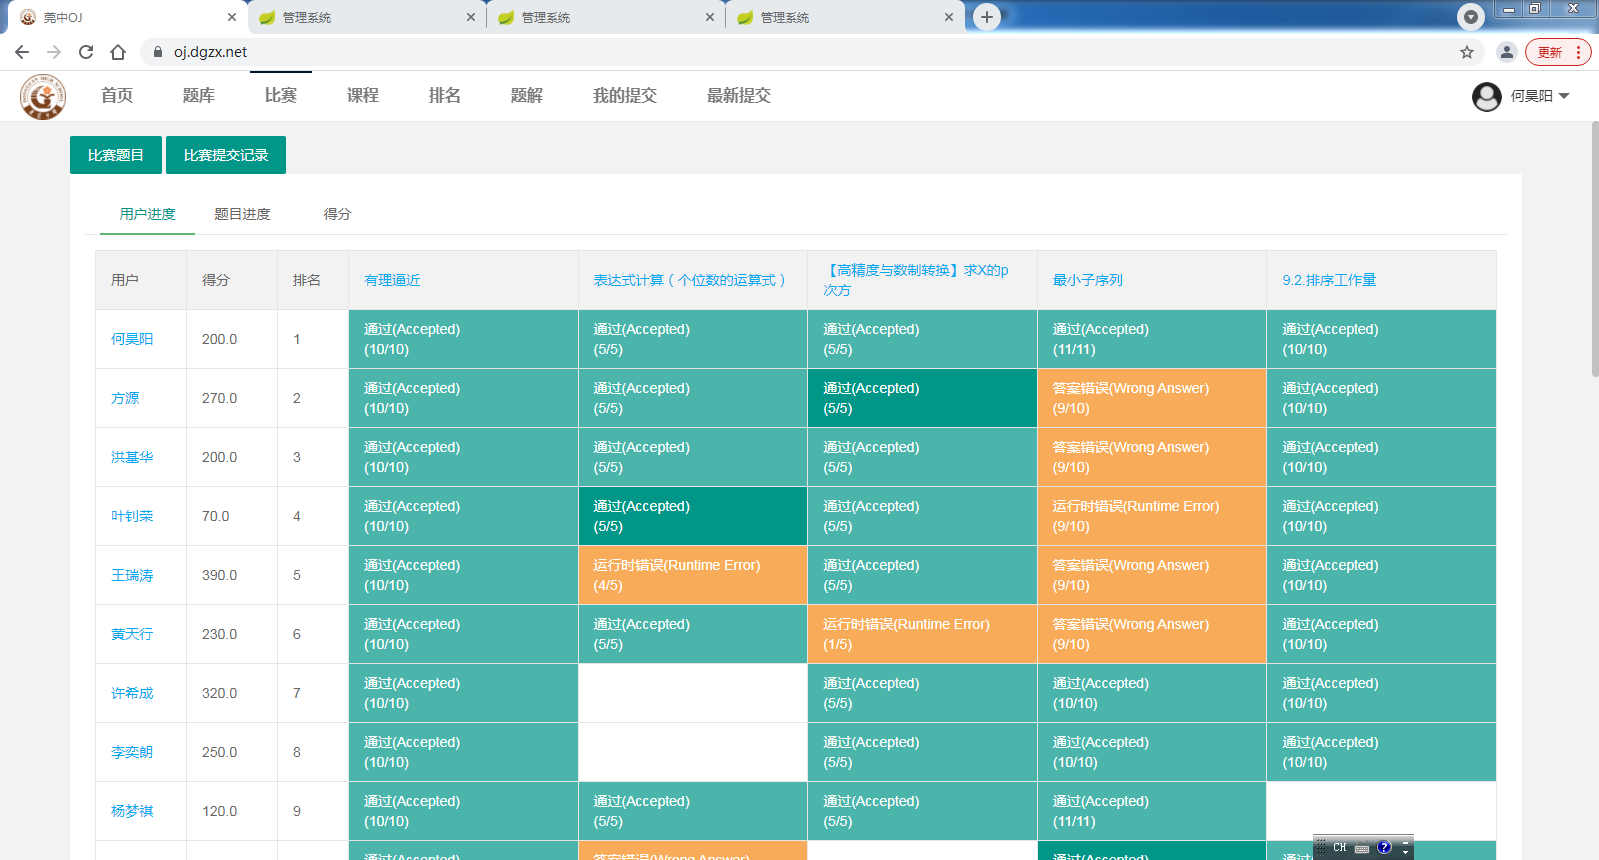 莞中OJ
管理系统
管理系统
管理系统
oj.dgzx.net
更新
首页
题库
比赛
课程
排名
题解
我的提交
最新提交
何昊阳
比赛题目
比赛提交记录
用户进度
题目进度
得分
用户
得分
排名
有理逼近
表达式计算（个位数的运算式）
【高精度与数制转换】求X的p
次方
最小子序列
9.2.排序工作量
何昊阳
200.0
1
通过(Accepted)
(10/10)
通过(Accepted)
(5/5)
通过(Accepted)
(5/5)
通过(Accepted)
(11/11)
通过(Accepted)
(10/10)
方源
270.0
2
通过(Accepted)
(10/10)
通过(Accepted)
(5/5)
通过(Accepted)
(5/5)
答案错误(Wrong Answer)
(9/10)
通过(Accepted)
(10/10)
洪基华
200.0
3
通过(Accepted)
(10/10)
通过(Accepted)
(5/5)
通过(Accepted)
(5/5)
答案错误(Wrong Answer)
(9/10)
通过(Accepted)
(10/10)
叶钊荣
70.0
4
通过(Accepted)
(10/10)
通过(Accepted)
(5/5)
通过(Accepted)
(5/5)
运行时错误(Runtime Error)
(9/10)
通过(Accepted)
(10/10)
王瑞涛
390.0
5
通过(Accepted)
(10/10)
运行时错误(Runtime Error)
(4/5)
通过(Accepted)
(5/5)
答案错误(Wrong Answer)
(9/10)
通过(Accepted)
(10/10)
黄天行
230.0
6
通过(Accepted)
(10/10)
通过(Accepted)
(5/5)
运行时错误(Runtime Error)
(1/5)
答案错误(Wrong Answer)
(9/10)
通过(Accepted)
(10/10)
许希成
320.0
7
通过(Accepted)
(10/10)
通过(Accepted)
(5/5)
通过(Accepted)
(10/10)
通过(Accepted)
(10/10)
李奕朗
250.0
8
通过(Accepted)
(10/10)
通过(Accepted)
(5/5)
通过(Accepted)
(10/10)
通过(Accepted)
(10/10)
杨梦祺
120.0
9
通过(Accepted)
(10/10)
通过(Accepted)
(5/5)
通过(Accepted)
(5/5)
通过(Accepted)
(11/11)
通过(Accepted)
答案错误(Wrong Answer)
通过(Accepted)
CH